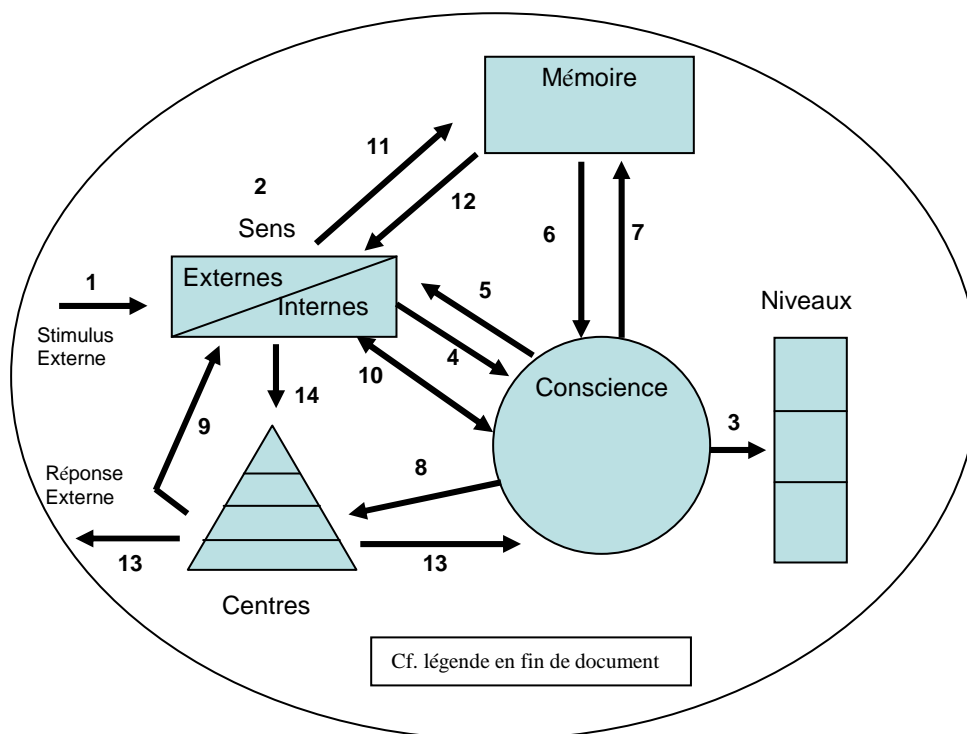 Mémoire
11
2
12
Sens
6
7
Externes
1
5
Internes
Niveaux
Stimulus
Externe
4
10
Conscience
14
3
9
8
Réponse
Externe
13
13
Centres
Cf. légende en fin de document